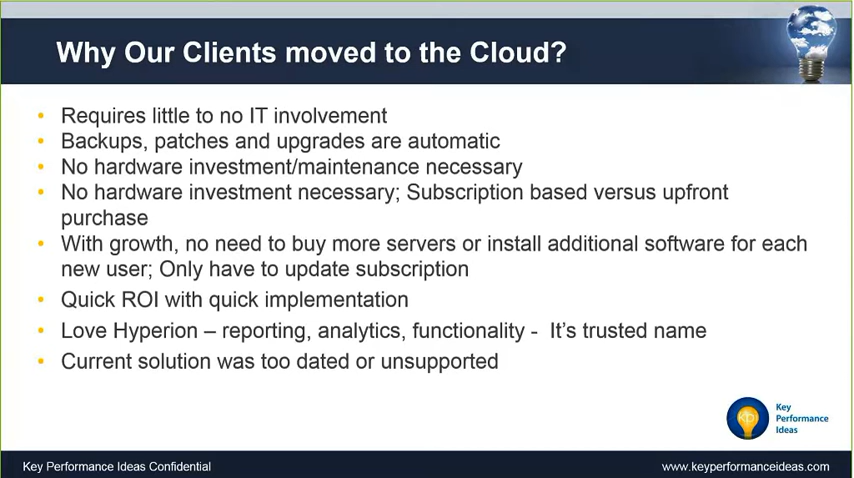 Why Our Clients moved to the Cloud?
• Requires little to no IT involvement
• Backups, patches and upgrades are automatic
• No hardware investment/maintenance necessary
• No hardware investment necessary; Subscription based versus upfront
purchase
• With growth, no need to buy more servers or install additional software for each
new user; Only have to update subscription
• Quick ROI with quick implementation
• Love Hyperion – reporting, analytics, functionality - It's trusted name
• Current solution was too dated or unsupported
kpi
Key
Performance
Ideas
Key Performance Ideas Confidential
www.keyperformanceideas.com